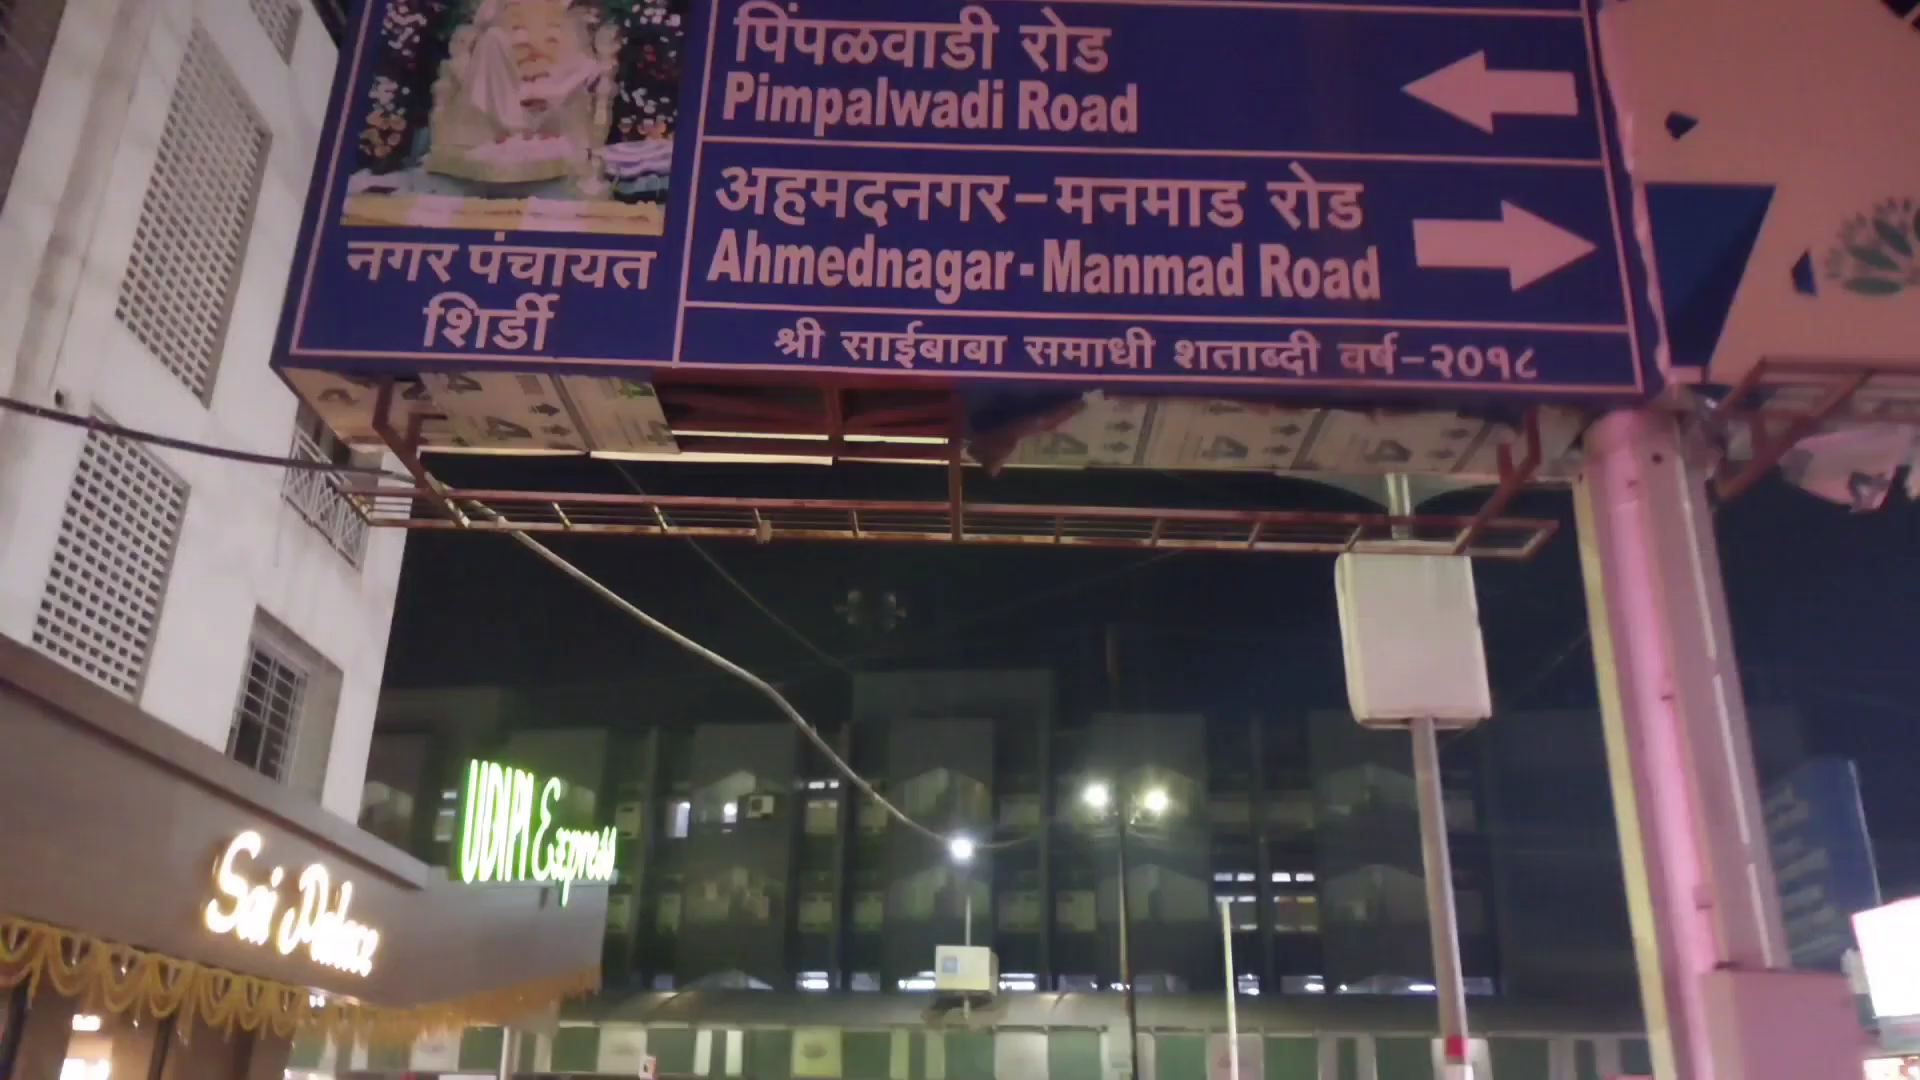 पिंपळवाडी रोड
Pimpalwadi Road
अहमदनगर-मनमाड रोड
Ahmednagar-Manmad Road
नगर पंचायत
शिर्डी
श्री साईबाबा समाधी शताब्दी वर्ष-२०१८
UDIPI Express
Sai Palace